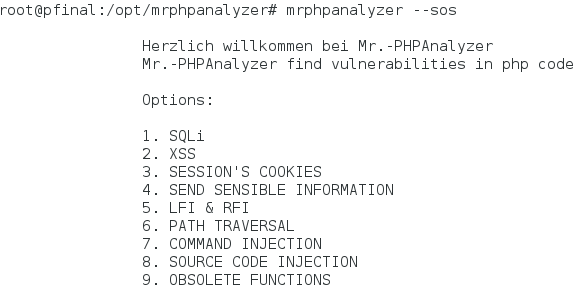 root@pfinal:/opt/mrphpanalyzer# mrphpanalyzer --sos
Herzlich willkommen bei Mr.-PHPAnalyzer
Mr.-PHPAnalyzer find vulnerabilities in php code
Options:
1. SQLi
2. XSS
3. SESSION'S COOKIES
4. SEND SENSIBLE INFORMATION
5. LFI & RFI
6. PATH TRAVERSAL
7. COMMAND INJECTION
8. SOURCE CODE INJECTION
9. OBSOLETE FUNCTIONS